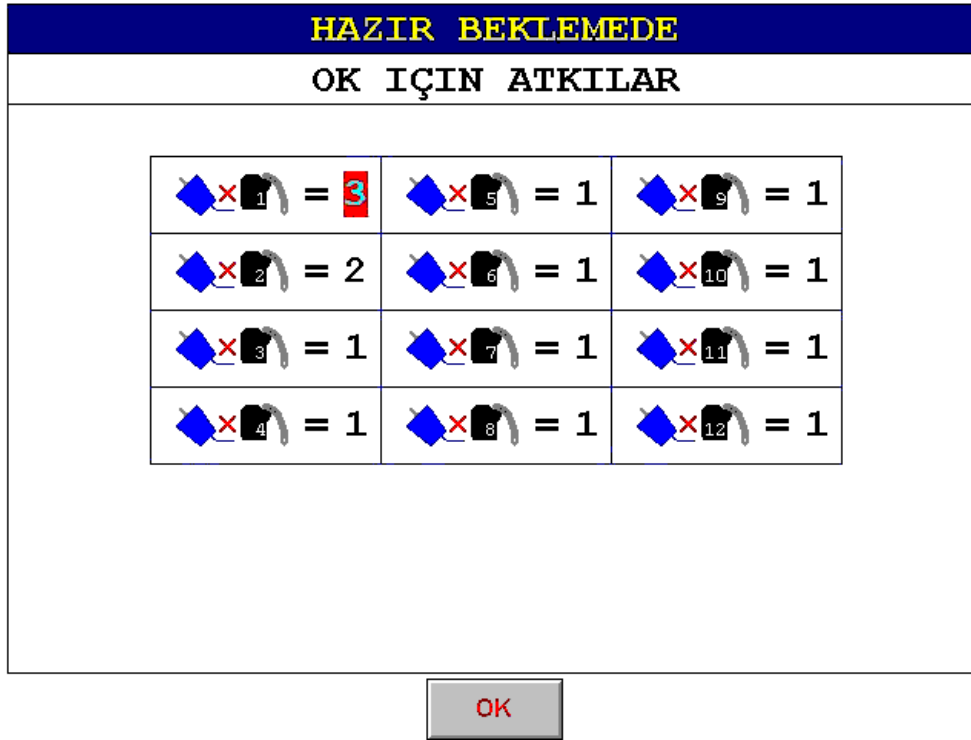 HAZIR BEKLEMEDE
OK IÇIN ATKILAR
1 = 3 5 = 1 9 = 1
2 = 2 6 = 1 10 = 1
3 = 1 7 = 1 11 = 1
4 = 1 8 = 1 12 = 1
OK